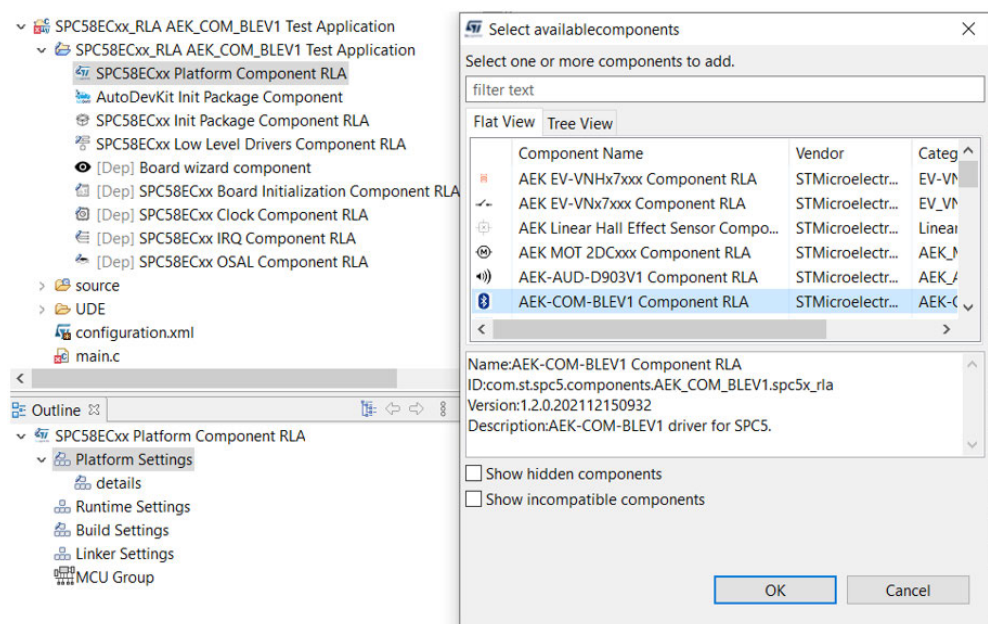 SPC58ECxx_RLA AEK_COM_BLEV1 Test Application
SPC58ECxx_RLA AEK_COM_BLEV1 Test Application
SPC58ECxx Platform Component RLA
AutoDevKit Init Package Component
SPC58ECxx Init Package Component RLA
SPC58ECxx Low Level Drivers Component RLA
[Dep] Board wizard component
[Dep] SPC58ECxx Board Initialization Component RLA
[Dep] SPC58ECxx Clock Component RLA
[Dep] SPC58ECxx IRQ Component RLA
[Dep] SPC58ECxx OSAL Component RLA
source
UDE
configuration.xml
main.c
Outline
SPC58ECxx Platform Component RLA
Platform Settings
details
Runtime Settings
Build Settings
Linker Settings
MCU Group
Select availablecomponents
Select one or more components to add.
filter text
Flat View Tree View
Component Name Vendor Categ
AEK EV-VNHx7xxx Component RLA STMicroelectr... EV-VN
AEK EV-VNx7xxx Component RLA STMicroelectr... EV_VN
AEK Linear Hall Effect Sensor Compo... STMicroelectr... Linear
AEK MOT 2DCxxx Component RLA STMicroelectr... AEK_M
AEK-AUD-D903V1 Component RLA STMicroelectr... AEK_A
AEK-COM-BLEV1 Component RLA STMicroelectr... AEK-C
Name:AEK-COM-BLEV1 Component RLA
ID:com.st.spc5.components.AEK_COM_BLEV1.spc5x_rla
Version:1.2.0.202112150932
Description:AEK-COM-BLEV1 driver for SPC5.
Show hidden components
Show incompatible components
OK Cancel